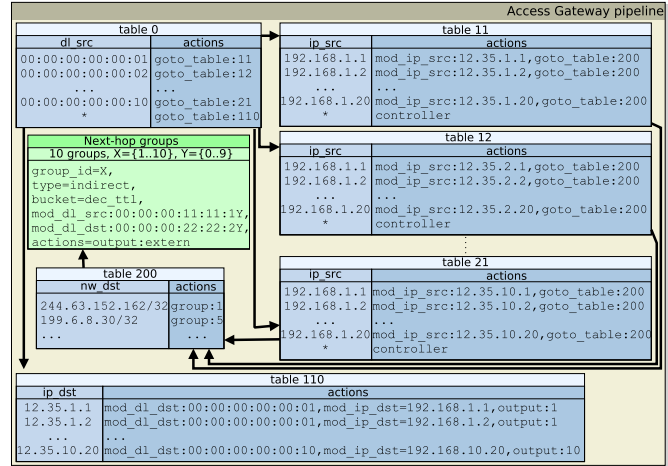 Access Gateway pipeline
table 0
dl_src actions
00:00:00:00:00:01 goto_table:11
00:00:00:00:00:02 goto_table:12
... ...
00:00:00:00:00:10 goto_table:21
* goto_table:110
table 11
ip_src actions
192.168.1.1 mod_ip_src:12.35.1.1,goto_table:200
192.168.1.2 mod_ip_src:12.35.1.2,goto_table:200
... ...
192.168.1.20 mod_ip_src:12.35.1.20,goto_table:200
* controller
Next-hop groups
10 groups, X={1..10}, Y={0..9}
group_id=X,
type=indirect,
bucket=dec_ttl,
mod_dl_src:00:00:00:11:11:1Y,
mod_dl_dst:00:00:00:22:22:2Y,
actions=output:extern
table 12
ip_src actions
192.168.1.1 mod_ip_src:12.35.2.1,goto_table:200
192.168.1.2 mod_ip_src:12.35.2.2,goto_table:200
... ...
192.168.1.20 mod_ip_src:12.35.2.20,goto_table:200
* controller
table 21
ip_src actions
192.168.1.1 mod_ip_src:12.35.10.1,goto_table:200
192.168.1.2 mod_ip_src:12.35.10.2,goto_table:200
... ...
192.168.1.20 mod_ip_src:12.35.10.20,goto_table:200
* controller
table 200
nw_dst actions
244.63.152.162/32 group:1
199.6.8.30/32 group:5
... ...
table 110
ip_dst actions
12.35.1.1 mod_dl_dst:00:00:00:00:00:01,mod_ip_dst=192.168.1.1,output:1
12.35.1.2 mod_dl_dst:00:00:00:00:00:01,mod_ip_dst=192.168.1.2,output:1
... ...
12.35.10.20 mod_dl_dst:00:00:00:00:00:10,mod_ip_dst=192.168.10.20,output:10